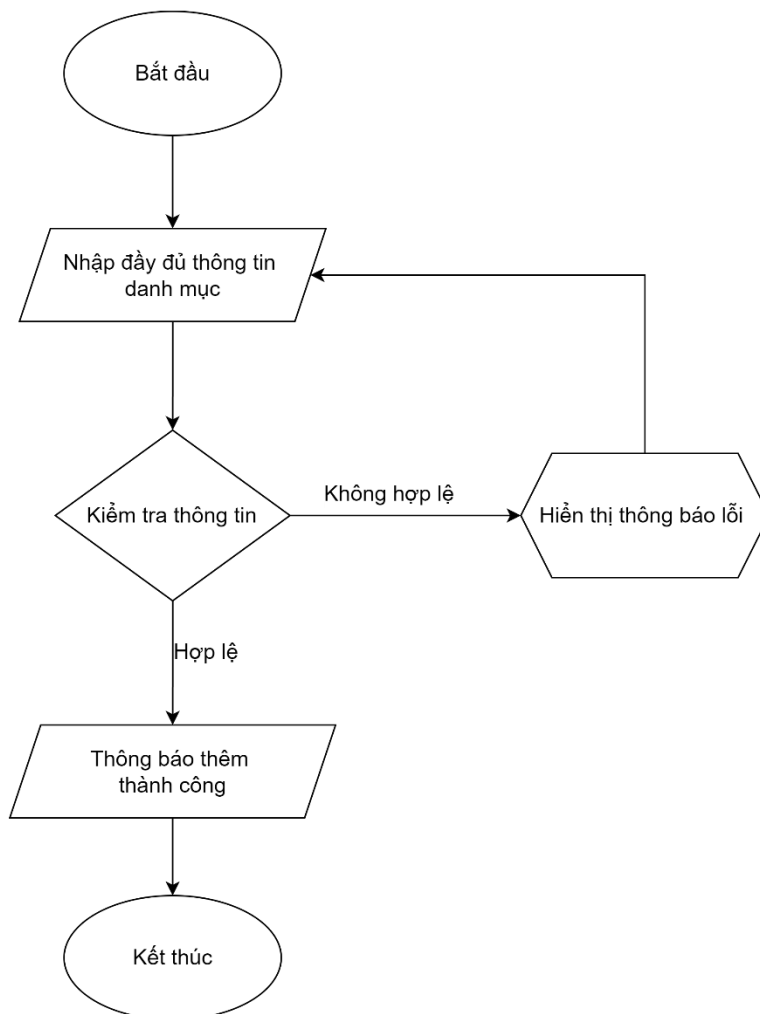 Bắt đầu
Nhập đầy đủ thông tin
danh mục
Kiểm tra thông tin
Không hợp lệ
Hiển thị thông báo lỗi
Hợp lệ
Thông báo thêm
thành công
Kết thúc